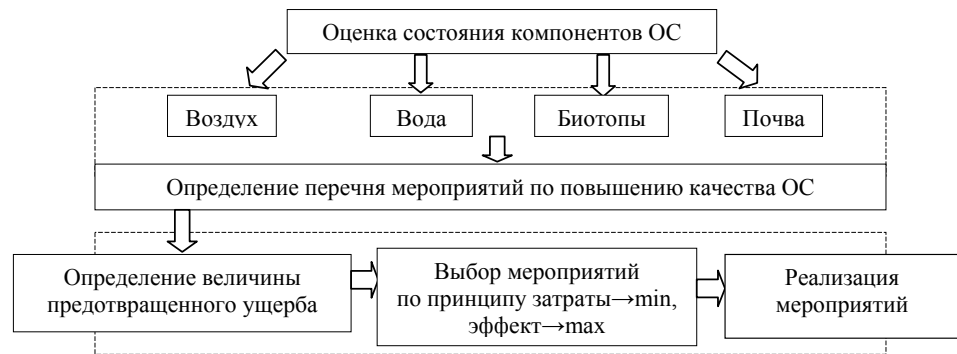 Оценка состояния компонентов ОС
Воздух
Вода
Биотопы
Почва
Определение перечня мероприятий по повышению качества ОС
Определение величины
предотвращенного ущерба
Выбор мероприятий
по принципу затраты→min,
эффект→max
Реализация
мероприятий